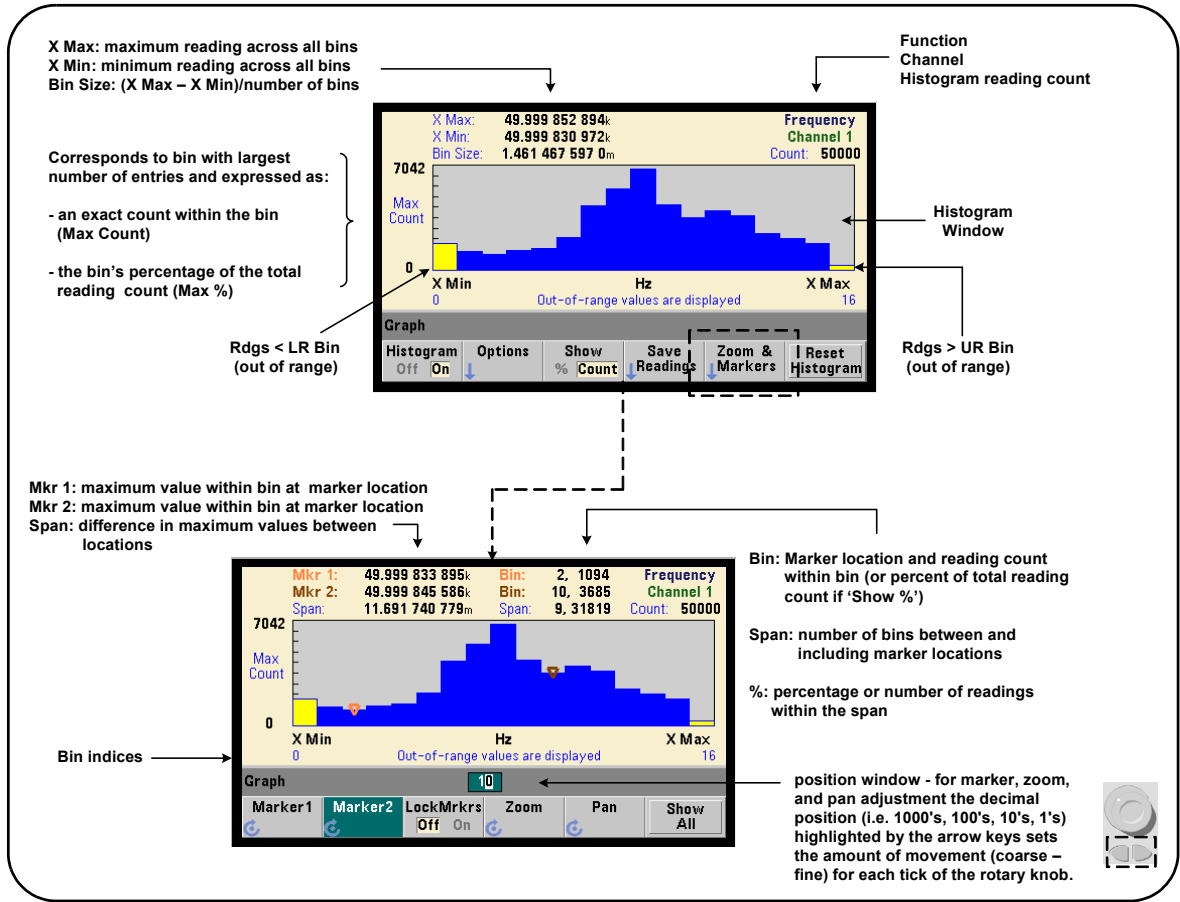 X Max: maximum reading across all bins
X Min: minimum reading across all bins
Bin Size: (X Max – X Min)/number of bins
Function
Channel
Histogram reading count
Corresponds to bin with largest
number of entries and expressed as:
- an exact count within the bin
(Max Count)
- the bin’s percentage of the total
reading count (Max %)
X Max: 49.999 852 894k
X Min: 49.999 830 972k
Bin Size: 1.461 467 597 0m
Frequency
Channel 1
Count: 50000
7042
Max
Count
0
X Min
Hz
X Max
0
Out-of-range values are displayed
16
Graph
Histogram
Off On
Options
Show
% Count
Save
Readings
Zoom &
Markers
Reset
Histogram
Histogram
Window
Rdgs < LR Bin
(out of range)
Rdgs > UR Bin
(out of range)
Mkr 1: maximum value within bin at marker location
Mkr 2: maximum value within bin at marker location
Span: difference in maximum values between
locations
Mkr 1: 49.999 833 895k Bin: 2, 1094
Mkr 2: 49.999 845 586k Bin: 10, 3685
Span: 11.691 740 779m Span: 9, 31819
Frequency
Channel 1
Count: 50000
7042
Max
Count
0
X Min
Hz
X Max
0
Out-of-range values are displayed
16
Graph
10
Marker1
Marker2
LockMrkrs
Off On
Zoom
Pan
Show
All
Bin: Marker location and reading count
within bin (or percent of total reading
count if ‘Show %’)
Span: number of bins between and
including marker locations
%: percentage or number of readings
within the span
Bin indices
position window - for marker, zoom,
and pan adjustment the decimal
position (i.e. 1000's, 100's, 10's, 1's)
highlighted by the arrow keys sets
the amount of movement (coarse –
fine) for each tick of the rotary knob.